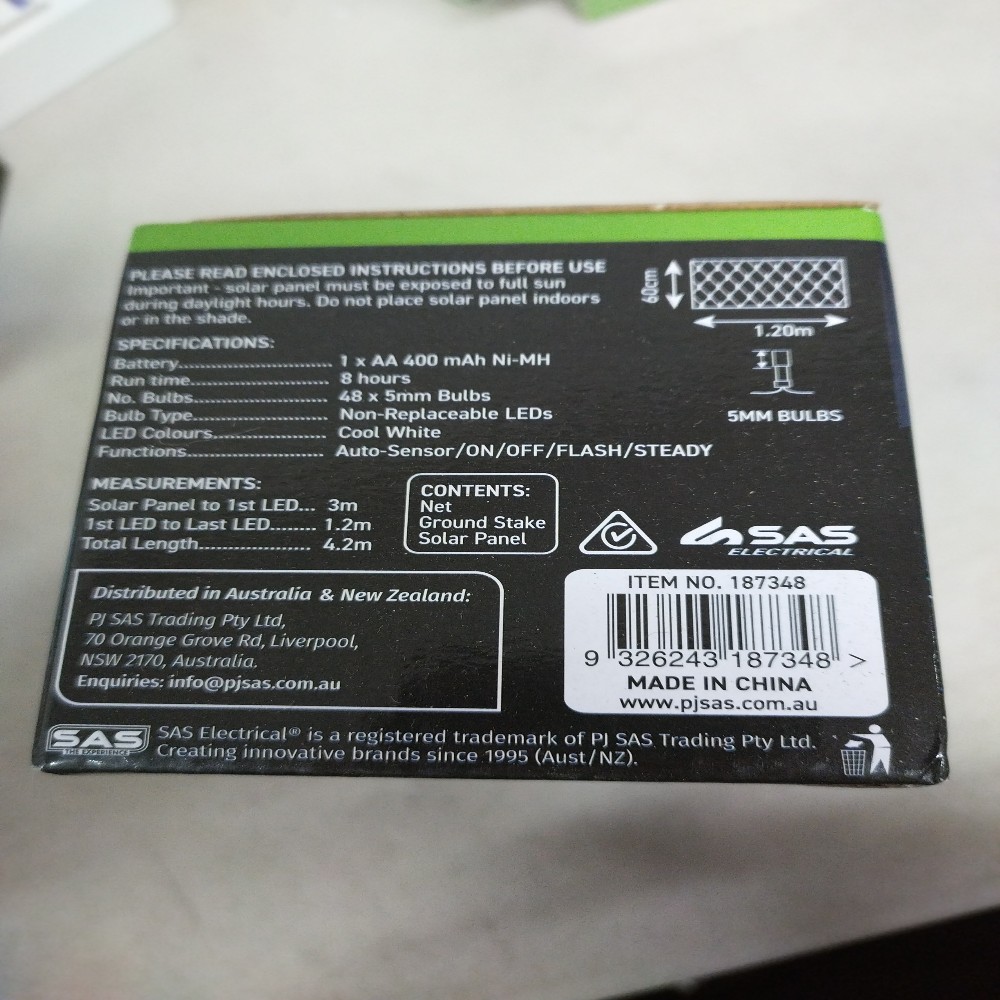 PLEASE READ ENCLOSED INSTRUCTIONS BEFORE USE
Important - solar panel must be exposed to full sun
during daylight hours. Do not place solar panel indoors
or in the shade.
60cm
1.20m
SPECIFICATIONS:
Battery........................... 1 x AA 400 mAh Ni-MH
Run time........................ 8 hours
No. Bulbs....................... 48 x 5mm Bulbs
Bulb Type....................... Non-Replaceable LEDs
LED Colours.................... Cool White
Functions....................... Auto-Sensor/ON/OFF/FLASH/STEADY
5MM BULBS
MEASUREMENTS:
Solar Panel to 1st LED... 3m
1st LED to Last LED........ 1.2m
Total Length.................... 4.2m
CONTENTS:
Net
Ground Stake
Solar Panel
SAS
ELECTRICAL
Distributed in Australia & New Zealand:
PJ SAS Trading Pty Ltd,
70 Orange Grove Rd, Liverpool,
NSW 2170, Australia.
Enquiries: info@pjsas.com.au
ITEM NO. 187348
9 326243 187348 >
MADE IN CHINA
www.pjsas.com.au
SAS
THE EXPERIENCE
SAS Electrical® is a registered trademark of PJ SAS Trading Pty Ltd.
Creating innovative brands since 1995 (Aust/NZ).